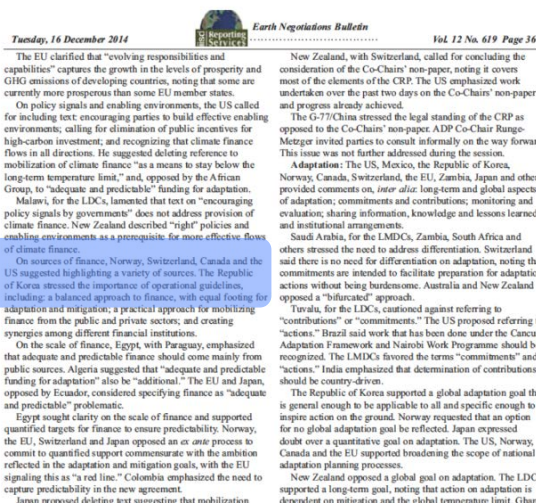 Earth Negotiations Bulletin
Tuesday, 16 December 2014
Reporting
Services
Vol. 12 No. 619 Page 36
The EU clarified that “evolving responsibilities and
capabilities” captures the growth in the levels of prosperity and
GHG emissions of developing countries, noting that some are
currently more prosperous than some EU member states.
On policy signals and enabling environments, the US called
for including text: encouraging parties to build effective enabling
environments; calling for elimination of public incentives for
high-carbon investment; and recognizing that climate finance
flows in all directions. He suggested deleting reference to
mobilization of climate finance “as a means to stay below the
long-term temperature limit,” and, opposed by the African
Group, to “adequate and predictable” funding for adaptation.
Malawi, for the LDCs, lamented that text on “encouraging
policy signals by governments” does not address provision of
climate finance. New Zealand described “right” policies and
enabling environments as a prerequisite for more effective flows
of climate finance.
On sources of finance, Norway, Switzerland, Canada and the
US suggested highlighting a variety of sources. The Republic
of Korea stressed the importance of operational guidelines,
including: a balanced approach to finance, with equal footing for
adaptation and mitigation; a practical approach for mobilizing
finance from the public and private sectors; and creating
synergies among different financial institutions.
On the scale of finance, Egypt, with Paraguay, emphasized
that adequate and predictable finance should come mainly from
public sources. Algeria suggested that “adequate and predictable
funding for adaptation” also be “additional.” The EU and Japan,
opposed by Ecuador, considered specifying finance as “adequate
and predictable” problematic.
Egypt sought clarity on the scale of finance and supported
quantified targets for finance to ensure predictability. Norway,
the EU, Switzerland and Japan opposed an ex ante process to
commit to quantified support commensurate with the ambition
reflected in the adaptation and mitigation goals, with the EU
signaling this as “a red line.” Colombia emphasized the need to
capture predictability in the new agreement.
Japan proposed deleting text suggesting that mobilization
New Zealand, with Switzerland, called for concluding the
consideration of the Co-Chairs’ non-paper, noting it covers
most of the elements of the CRP. The US emphasized work
undertaken over the past two days on the Co-Chairs’ non-paper
and progress already achieved.
The G-77/China stressed the legal standing of the CRP as
opposed to the Co-Chairs’ non-paper. ADP Co-Chair Runge-
Metzger invited parties to consult informally on the way forwar
This issue was not further addressed during the session.
Adaptation: The US, Mexico, the Republic of Korea,
Norway, Canada, Switzerland, the EU, Zambia, Japan and other
provided comments on, inter alia: long-term and global aspects
of adaptation; commitments and contributions; monitoring and
evaluation; sharing information, knowledge and lessons learned
and institutional arrangements.
Saudi Arabia, for the LMDCs, Zambia, South Africa and
others stressed the need to address differentiation. Switzerland
said there is no need for differentiation on adaptation, noting th
commitments are intended to facilitate preparation for adaptatio
actions without being burdensome. Australia and New Zealand
opposed a “bifurcated” approach.
Tuvalu, for the LDCs, cautioned against referring to
“contributions” or “commitments.” The US proposed referring
“actions.” Brazil said work that has been done under the Cancu
Adaptation Framework and Nairobi Work Programme should b
recognized. The LMDCs favored the terms “commitments” and
“actions.” India emphasized that determination of contributions
should be country-driven.
The Republic of Korea supported a global adaptation goal th
is general enough to be applicable to all and specific enough to
inspire action on the ground. Norway requested that an option
for no global adaptation goal be reflected. Japan expressed
doubt over a quantitative goal on adaptation. The US, Norway,
Canada and the EU supported broadening the scope of national
adaptation planning processes.
New Zealand opposed a global goal on adaptation. The LDC
supported a long-term goal, noting that action on adaptation is
dependent on mitigation and the global temperature limit. Ghan